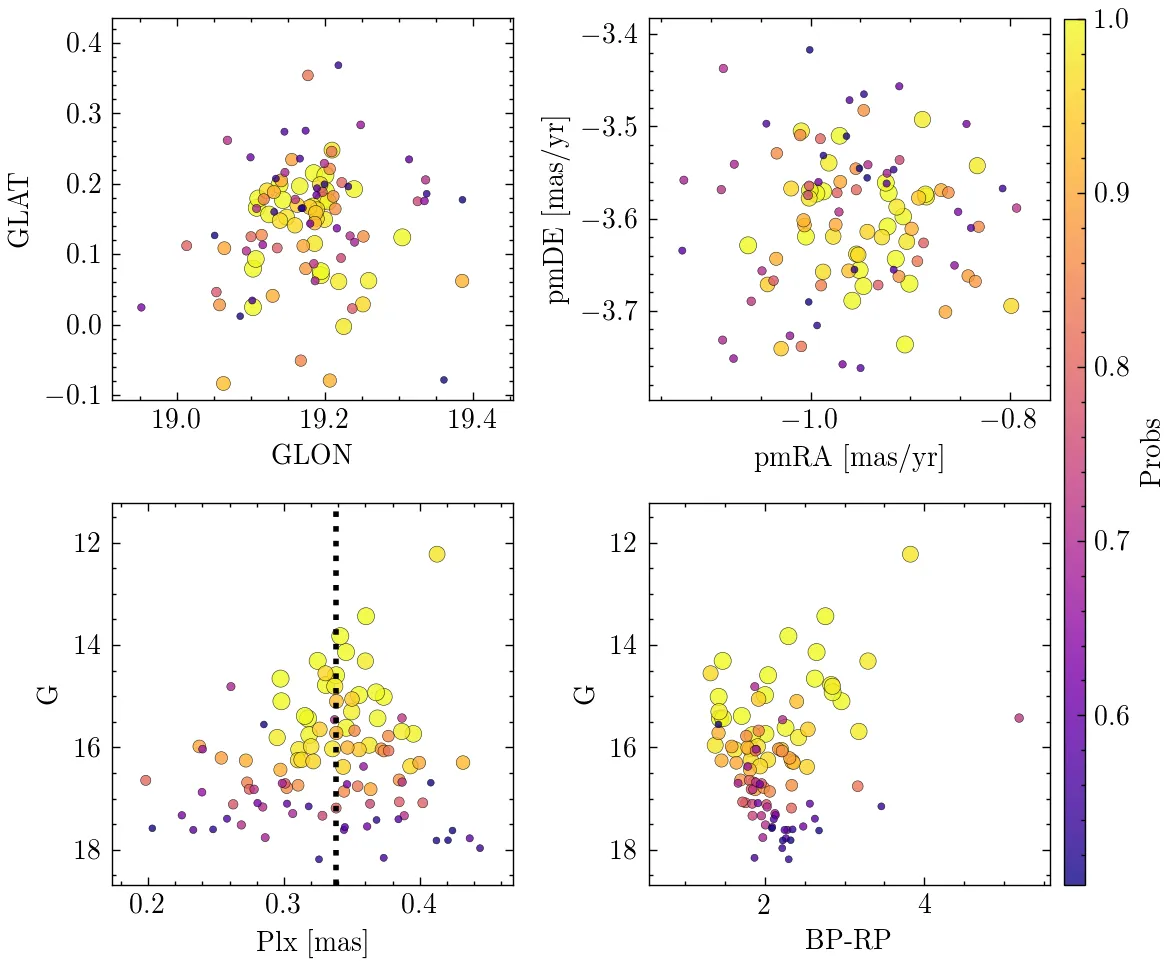 0.4
0.3
0.2
0.1
0.0
−0.1
GLAT
19.0 19.2 19.4
GLON
−3.4
−3.5
−3.6
−3.7
pmDE [mas/yr]
−1.0 −0.8
pmRA [mas/yr]
1.0
0.9
0.8
0.7
0.6
Probs
12
14
16
18
G
0.2 0.3 0.4
Plx [mas]
12
14
16
18
G
2 4
BP-RP